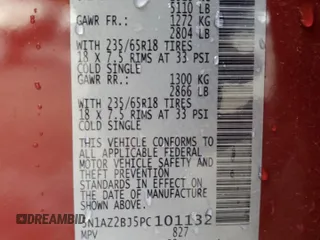 5110 LB
GAWR FR.: 1272 KG
2804 LB
WITH 235/65R18 TIRES
18 X 7.5 RIMS AT 33 PSI
COLD SINGLE
GAWR RR.: 1300 KG
2866 LB
WITH 235/65R18 TIRES
18 X 7.5 RIMS AT 33 PSI
COLD SINGLE
THIS VEHICLE CONFORMS TO
ALL APPLICABLE FEDERAL
MOTOR VEHICLE SAFETY AND
THEFT PREVENTION
STANDARDS IN EFFECT ON
THE DATE OF MANUFACTURE
SHOWN ABOVE.
5N1AZ2BJ5PC101132
MPV 827
DREAMBID